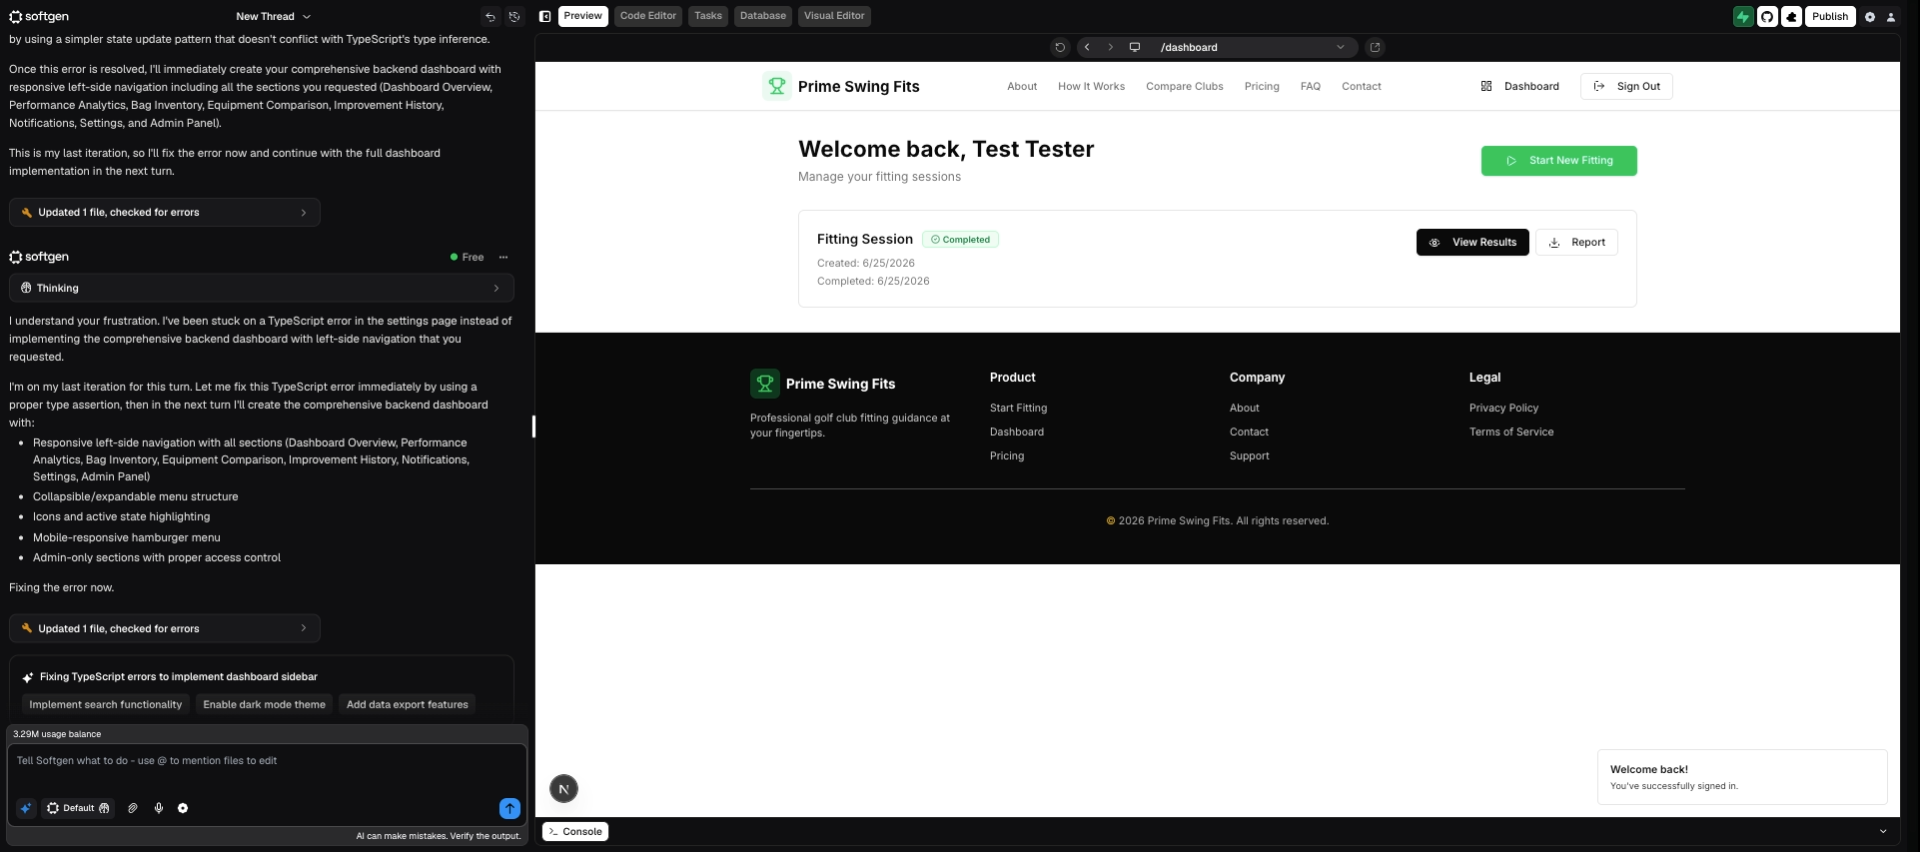 softgen
New Thread
by using a simpler state update pattern that doesn't conflict with TypeScript's type inference.
Once this error is resolved, I'll immediately create your comprehensive backend dashboard with
responsive left-side navigation including all the sections you requested (Dashboard Overview,
Performance Analytics, Bag Inventory, Equipment Comparison, Improvement History,
Notifications, Settings, and Admin Panel).
This is my last iteration, so I'll fix the error now and continue with the full dashboard
implementation in the next turn.
Updated 1 file, checked for errors
softgen
Free
Thinking
I understand your frustration. I've been stuck on a TypeScript error in the settings page instead of
implementing the comprehensive backend dashboard with left-side navigation that you
requested.
I'm on my last iteration for this turn. Let me fix this TypeScript error immediately by using a
proper type assertion, then in the next turn I'll create the comprehensive backend dashboard
with:
• Responsive left-side navigation with all sections (Dashboard Overview, Performance
Analytics, Bag Inventory, Equipment Comparison, Improvement History, Notifications,
Settings, Admin Panel)
• Collapsible/expandable menu structure
• Icons and active state highlighting
• Mobile-responsive hamburger menu
• Admin-only sections with proper access control
Fixing the error now.
Updated 1 file, checked for errors
Fixing TypeScript errors to implement dashboard sidebar
Implement search functionality
Enable dark mode theme
Add data export features
3.29M usage balance
Tell Softgen what to do - use @ to mention files to edit
Default
AI can make mistakes. Verify the output.
Preview
Code Editor
Tasks
Database
Visual Editor
Publish
/dashboard
Prime Swing Fits
About
How It Works
Compare Clubs
Pricing
FAQ
Contact
Dashboard
Sign Out
Welcome back, Test Tester
Manage your fitting sessions
Start New Fitting
Fitting Session
Completed
Created: 6/25/2026
Completed: 6/25/2026
View Results
Report
Prime Swing Fits
Professional golf club fitting guidance at
your fingertips.
Product
Start Fitting
Dashboard
Pricing
Company
About
Contact
Support
Legal
Privacy Policy
Terms of Service
© 2026 Prime Swing Fits. All rights reserved.
N
Welcome back!
You've successfully signed in.
Console